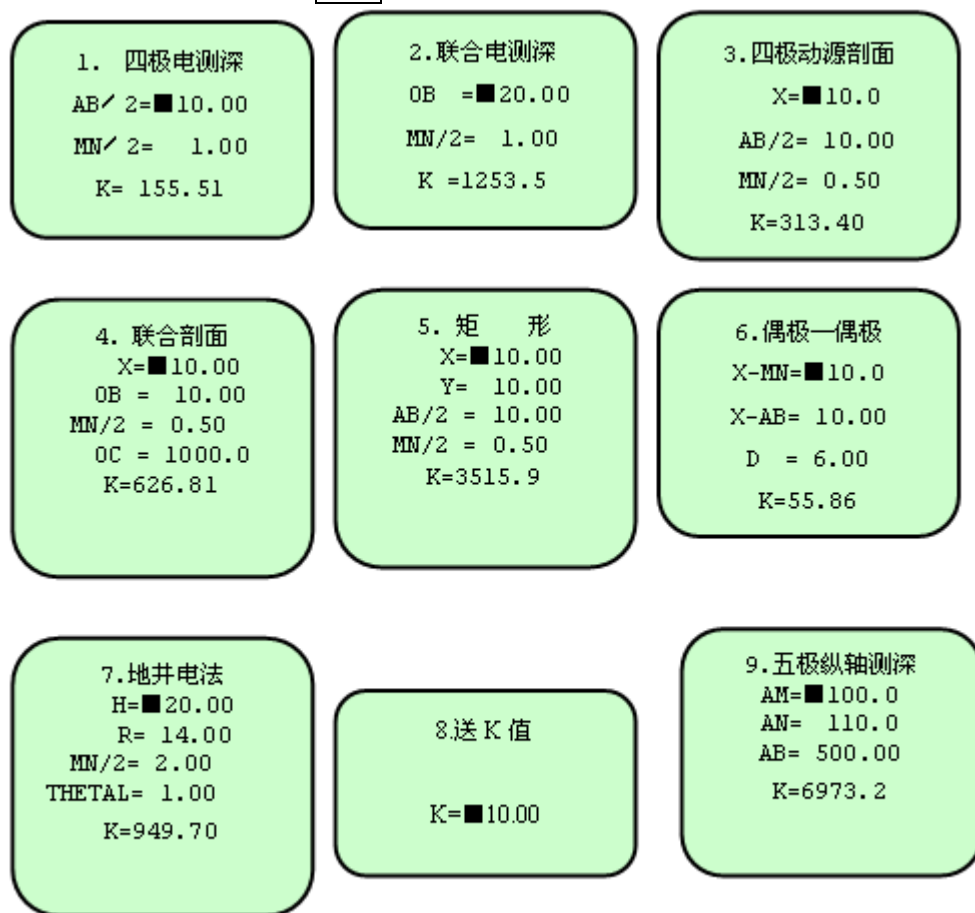 1. 四极电测深
AB/ 2=■10.00
MN/ 2= 1.00
K= 155.51
2.联合电测深
OB =■20.00
MN/2= 1.00
K =1253.5
3.四极动源剖面
X=■10.0
AB/2= 10.00
MN/2= 0.50
K=313.40
4. 联合剖面
X=■10.00
OB = 10.00
MN/2 = 0.50
OC = 1000.0
K=626.81
5. 矩 形
X=■10.00
Y= 10.00
AB/2 = 10.00
MN/2 = 0.50
K=3515.9
6.偶极—偶极
X-MN=■10.0
X-AB= 10.00
D = 6.00
K=55.86
7.地井电法
H=■20.00
R= 14.00
MN/2= 2.00
THETAL= 1.00
K=949.70
8.送 K 值
K=■10.00
9.五极纵轴测深
AM=■100.0
AN= 110.0
AB= 500.00
K=6973.2